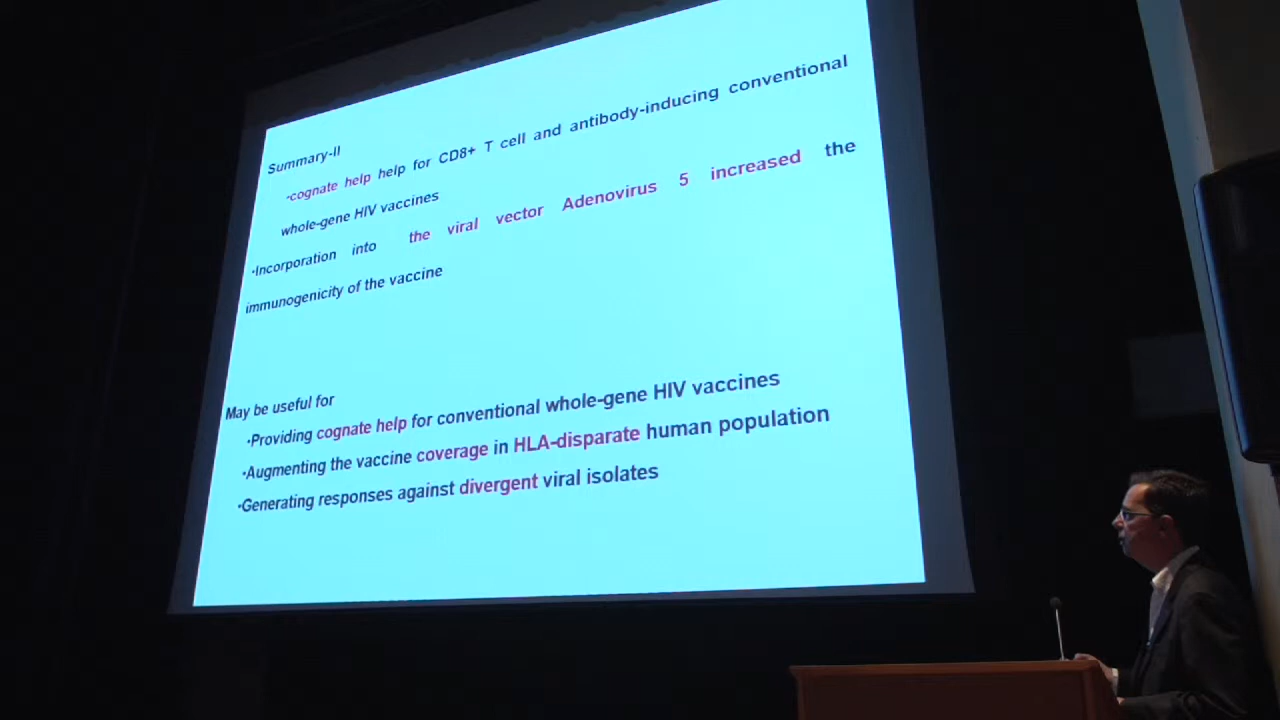 Summary-II
•cognate help help for CD8+ T cell and antibody-inducing conventional
whole-gene HIV vaccines
•Incorporation into the viral vector Adenovirus 5 increased the
immunogenicity of the vaccine
May be useful for
•Providing cognate help for conventional whole-gene HIV vaccines
•Augmenting the vaccine coverage in HLA-disparate human population
•Generating responses against divergent viral isolates